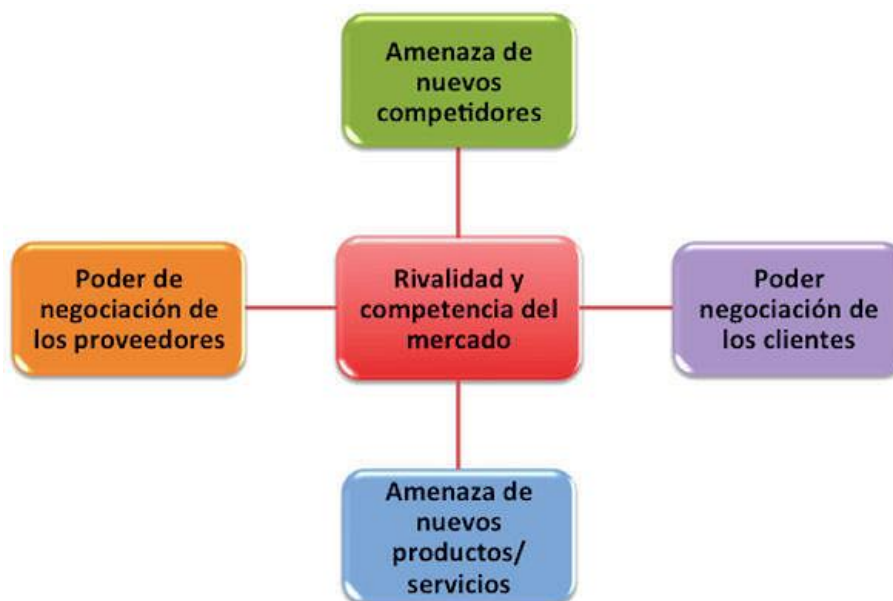 Amenaza de
nuevos
competidores
Poder de
negociación de
los proveedores
Rivalidad y
competencia del
mercado
Poder
negociación de
los clientes
Amenaza de
nuevos
productos/
servicios